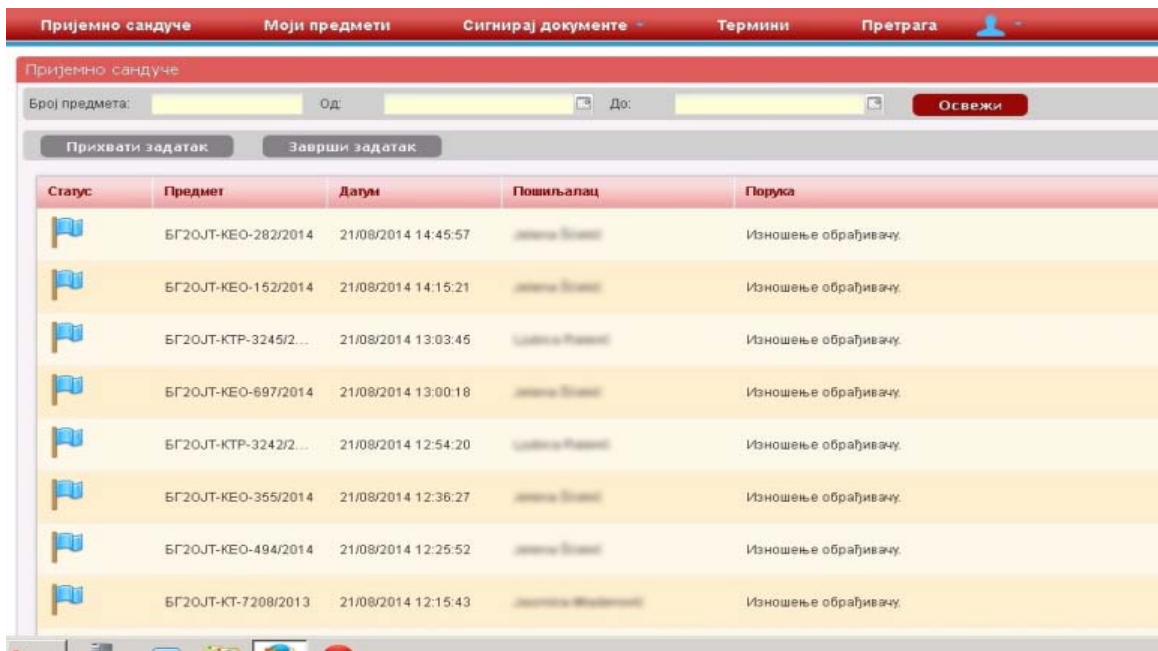 Пријемно сандуче Моји предмети Сигнирај документе Термини Претрага
Пријемно сандуче
Број предмета: Од: До: Освежи
Прихвати задатак Заврши задатак
Статус Предмет Датум Пошиљалац Порука
БГ2ОЈТ-КЕО-282/2014 21/08/2014 14:45:57 Изношење обрађивачу.
БГ2ОЈТ-КЕО-152/2014 21/08/2014 14:15:21 Изношење обрађивачу.
БГ2ОЈТ-КТР-3245/2... 21/08/2014 13:03:45 Изношење обрађивачу.
БГ2ОЈТ-КЕО-697/2014 21/08/2014 13:00:18 Изношење обрађивачу.
БГ2ОЈТ-КТР-3242/2... 21/08/2014 12:54:20 Изношење обрађивачу.
БГ2ОЈТ-КЕО-355/2014 21/08/2014 12:36:27 Изношење обрађивачу.
БГ2ОЈТ-КЕО-494/2014 21/08/2014 12:25:52 Изношење обрађивачу.
БГ2ОЈТ-КТ-7208/2013 21/08/2014 12:15:43 Изношење обрађивачу.